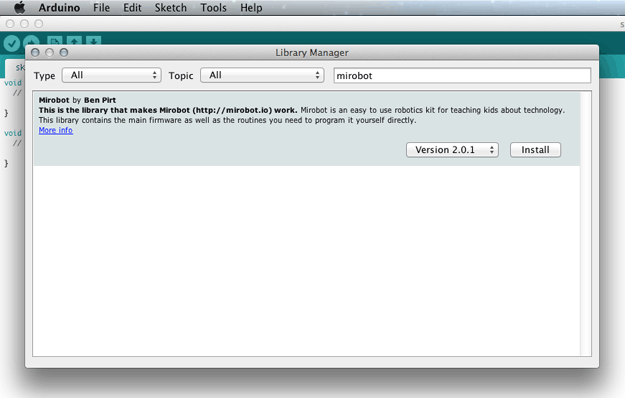 Arduino File Edit Sketch Tools Help
s
Library Manager
sk
Type All Topic All mirobot
void
//
}
void
//
}
Mirobot by Ben Pirt
This is the library that makes Mirobot (http://mirobot.io) work. Mirobot is an easy to use robotics kit for teaching kids about technology.
This library contains the main firmware as well as the routines you need to program it yourself directly.
More info
Version 2.0.1 Install